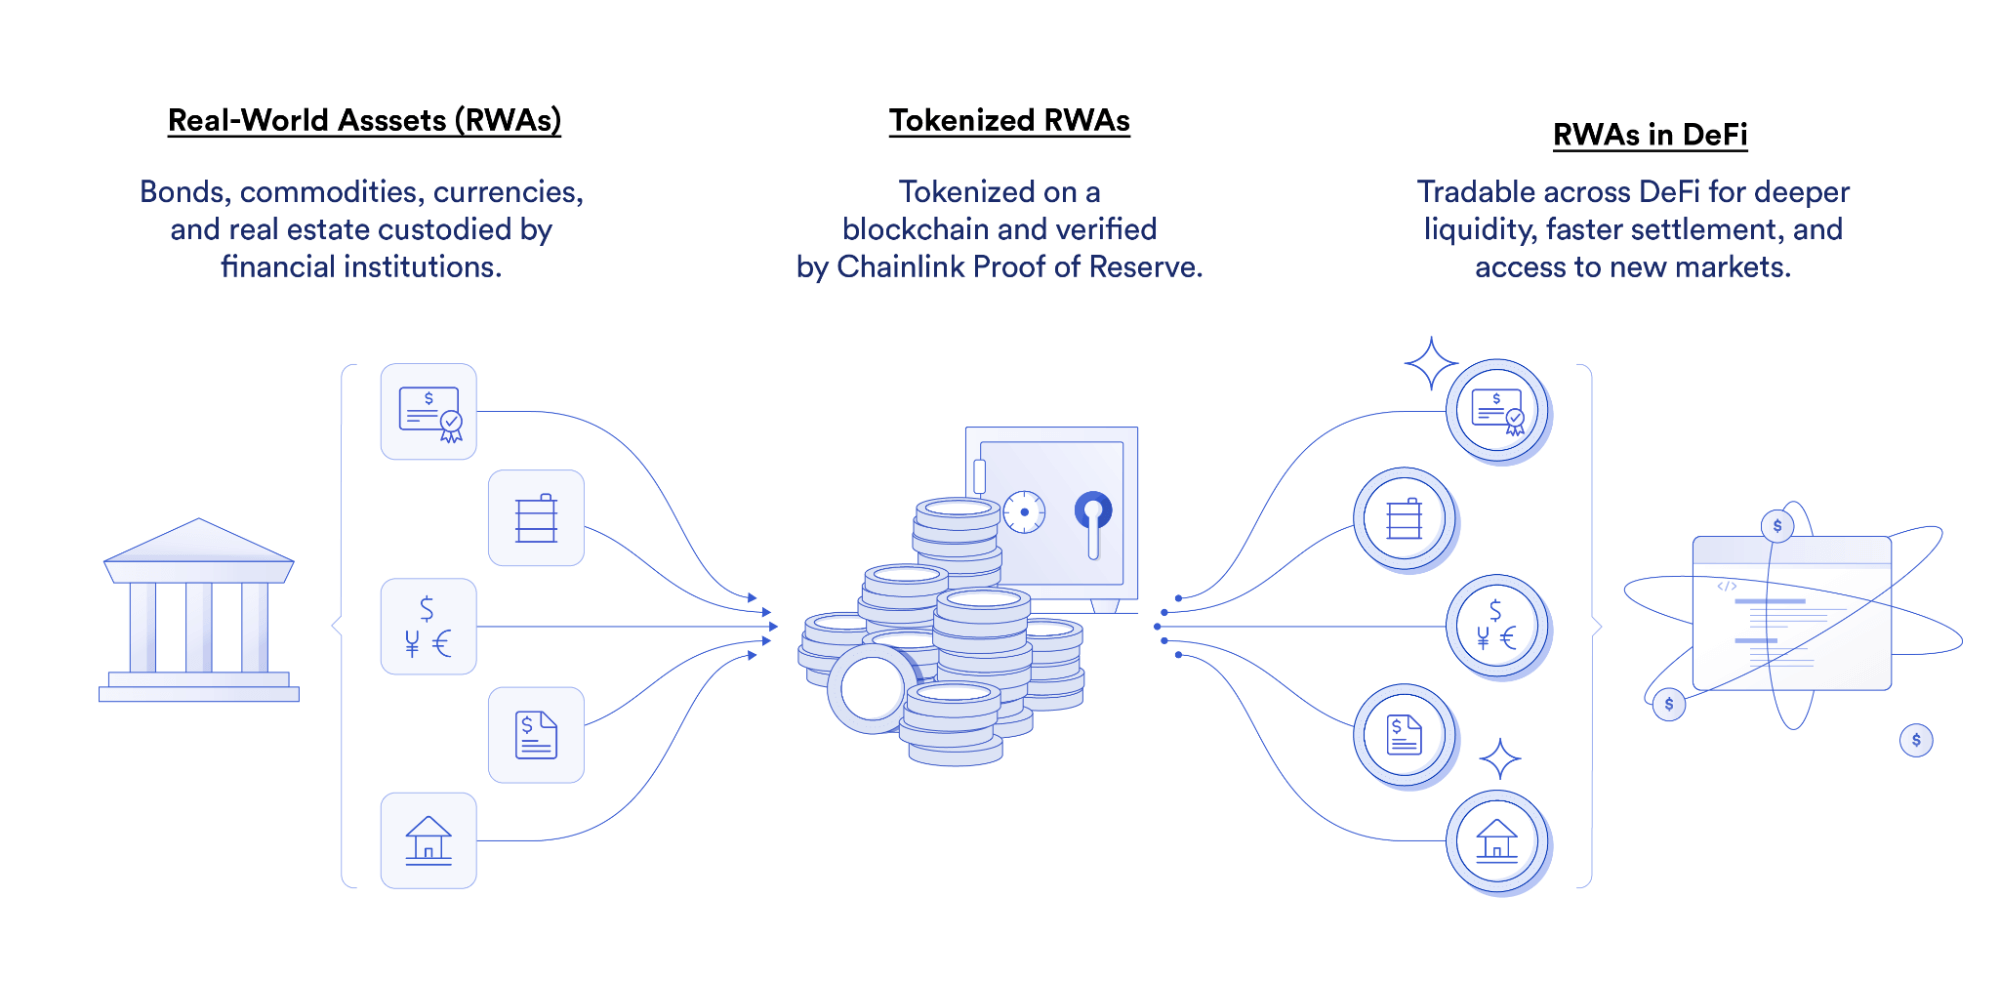 Real-World Asssets (RWAs)
Bonds, commodities, currencies,
and real estate custodied by
financial institutions.
Tokenized RWAs
Tokenized on a
blockchain and verified
by Chainlink Proof of Reserve.
RWAs in DeFi
Tradable across DeFi for deeper
liquidity, faster settlement, and
access to new markets.
$
$
¥ €
$
$
$
¥ €
$
$
</>
$
$